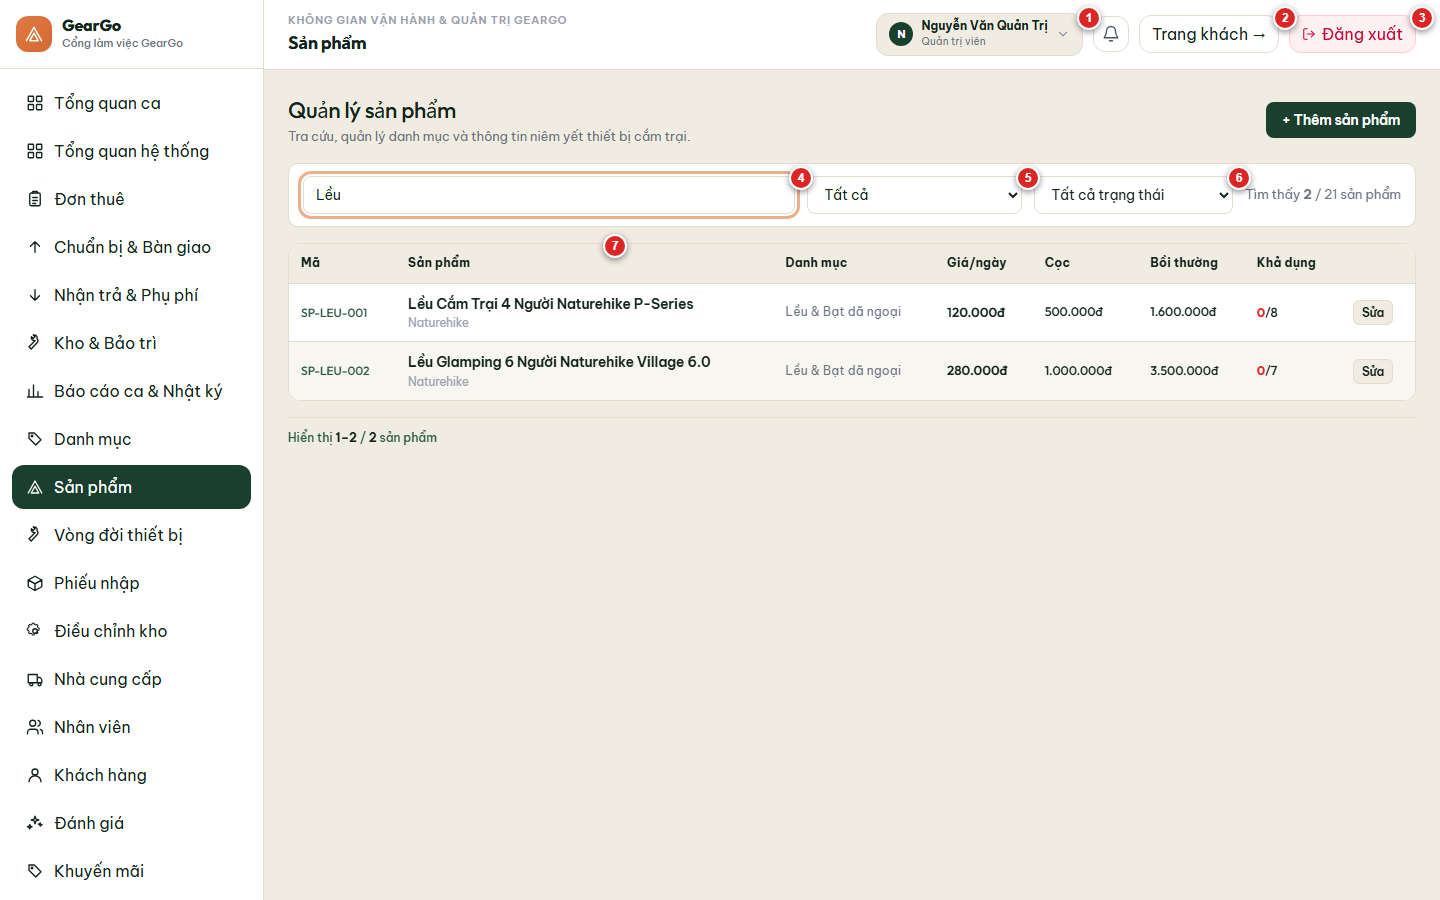 GearGo
Cổng làm việc GearGo
KHÔNG GIAN VẬN HÀNH & QUẢN TRỊ GEARGO
Sản phẩm
N
Nguyễn Văn Quản Trị
Quản trị viên
1
Trang khách →
2
Đăng xuất
3
Tổng quan ca
Tổng quan hệ thống
Đơn thuê
Chuẩn bị & Bàn giao
Nhận trả & Phụ phí
Kho & Bảo trì
Báo cáo ca & Nhật ký
Danh mục
Sản phẩm
Vòng đời thiết bị
Phiếu nhập
Điều chỉnh kho
Nhà cung cấp
Nhân viên
Khách hàng
Đánh giá
Khuyến mãi
Quản lý sản phẩm
Tra cứu, quản lý danh mục và thông tin niêm yết thiết bị cắm trại.
+ Thêm sản phẩm
Lều
4
Tất cả
5
Tất cả trạng thái
6
Tìm thấy 2 / 21 sản phẩm
7
Mã Sản phẩm Danh mục Giá/ngày Cọc Bồi thường Khả dụng
SP-LEU-001 Lều Cắm Trại 4 Người Naturehike P-Series Lều & Bạt dã ngoại 120.000đ 500.000đ 1.600.000đ 0/8 Sửa
Naturehike
SP-LEU-002 Lều Glamping 6 Người Naturehike Village 6.0 Lều & Bạt dã ngoại 280.000đ 1.000.000đ 3.500.000đ 0/7 Sửa
Naturehike
Hiển thị 1–2 / 2 sản phẩm